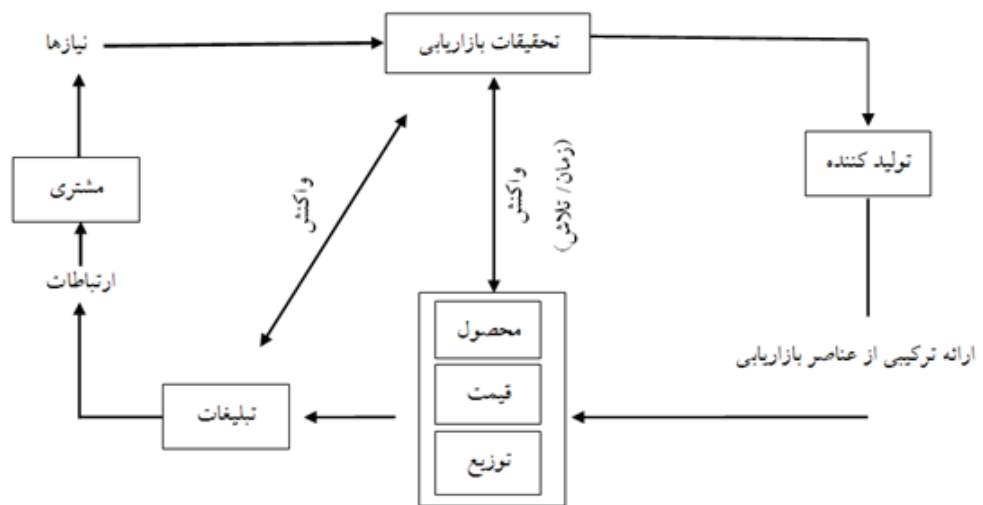 نیازها
تحقیقات بازاریابی
تولید کننده
مشتری
واکنش
واکنش
(زمان/ تلاش)
ارتباطات
محصول
ارائه ترکیبی از عناصر بازاریابی
قیمت
تبلیغات
توزیع